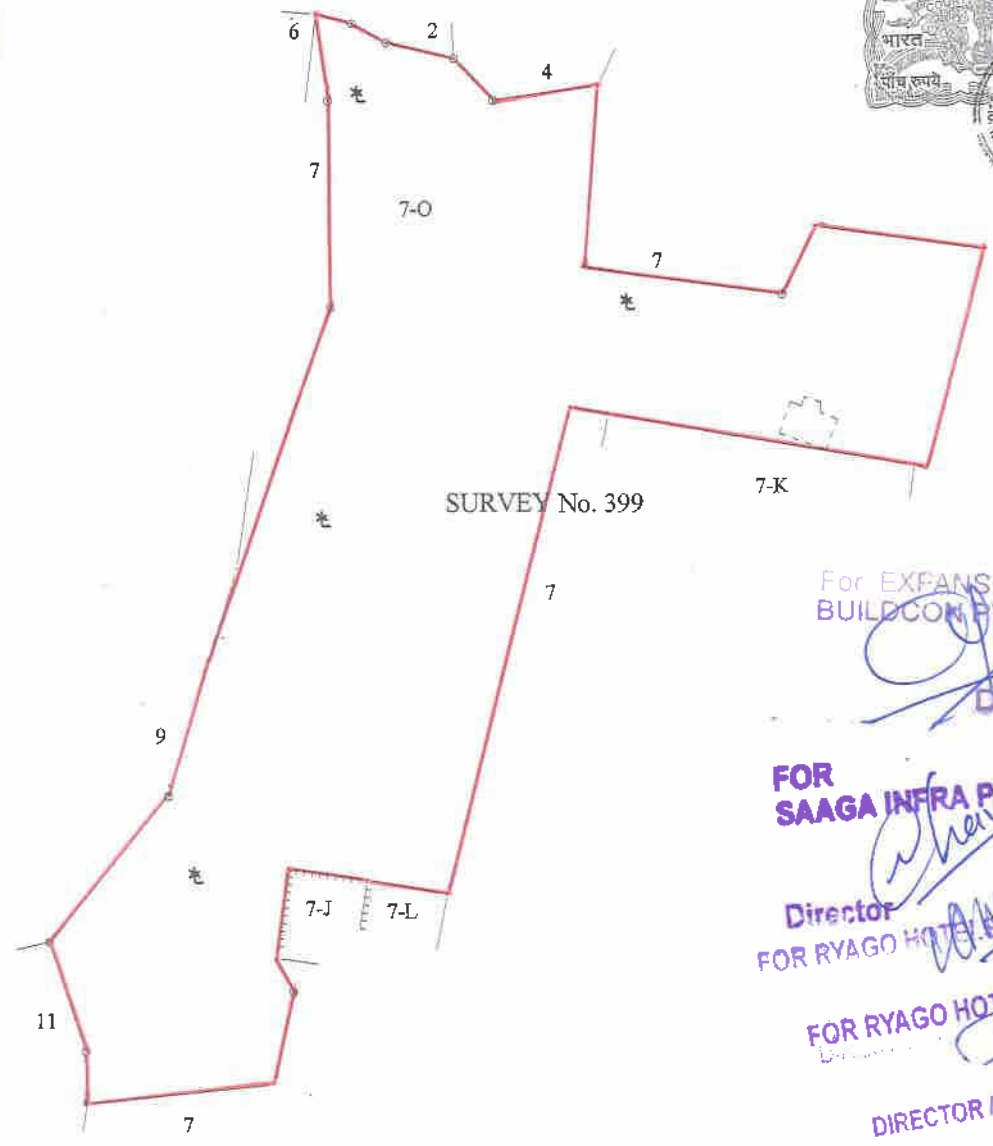 भारत
पाँच रुपये
6
2
4
7
7-O
7
SURVEY No. 399
7-K
7
9
7-J
7-L
11
7
For
BUILDCON
FOR
SAAGA INFRA
Director
FOR RYAGO
FOR RYAGO
DIRECTOR